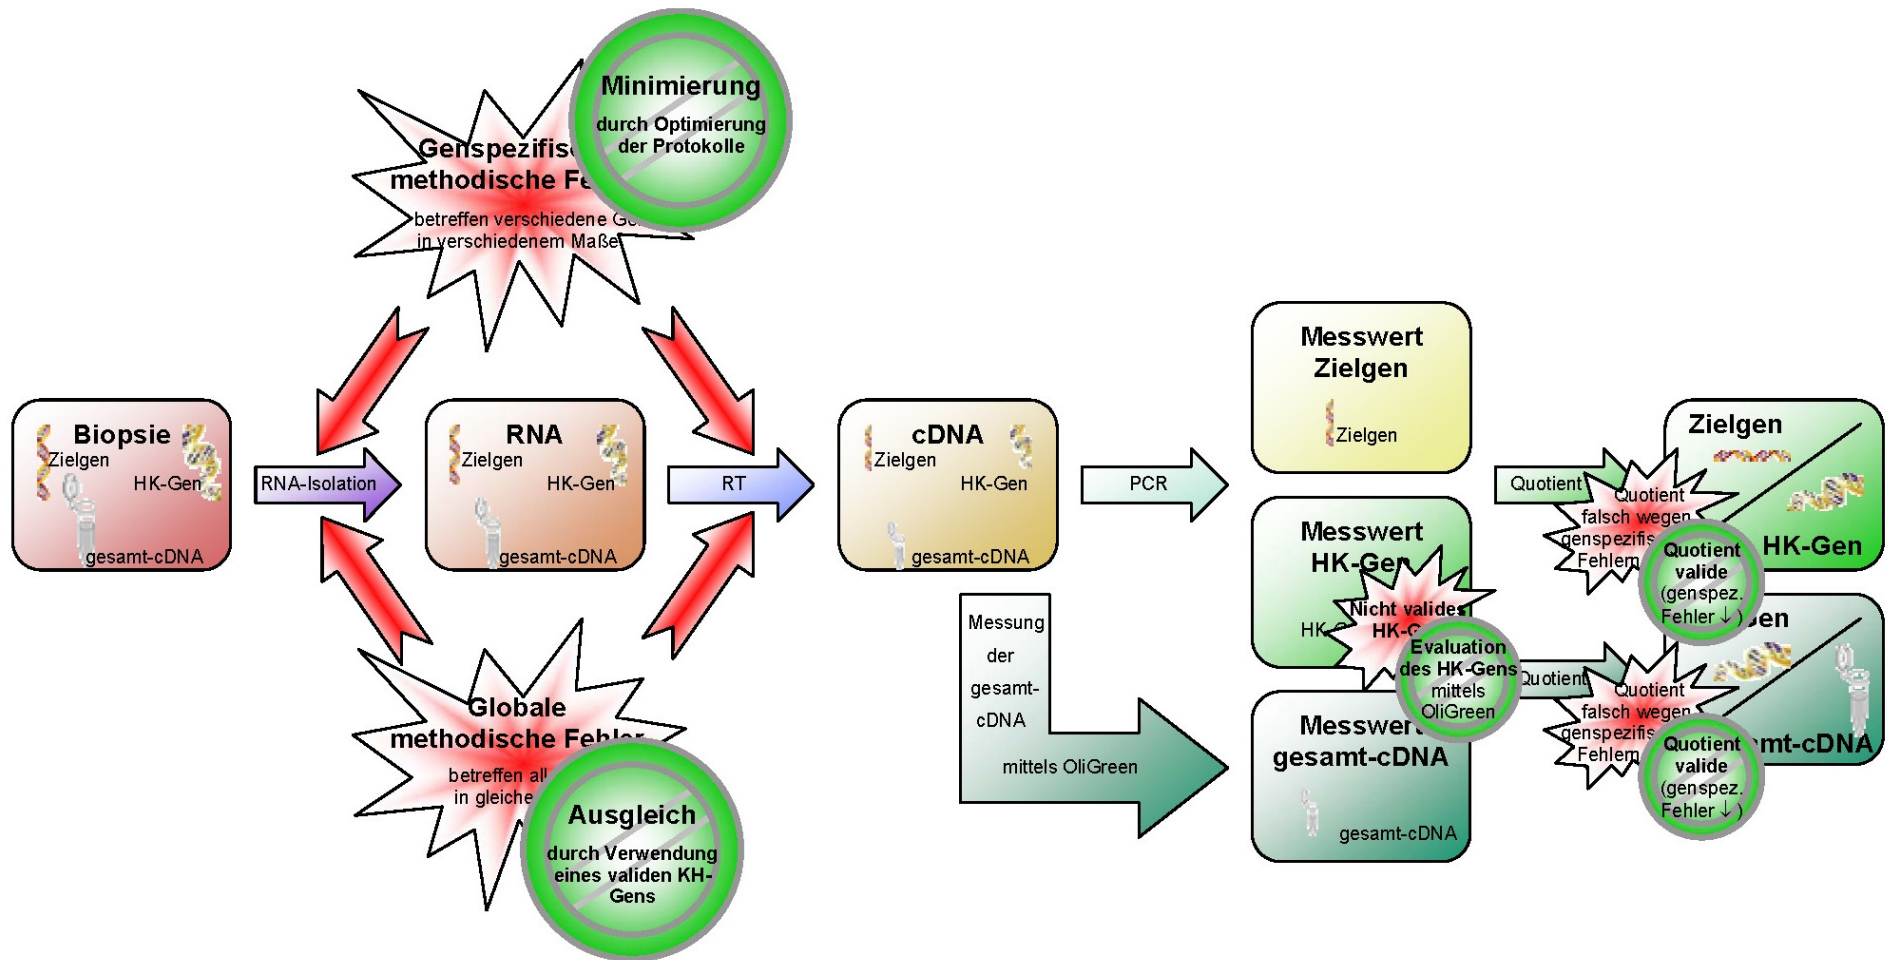 Minimierung
durch Optimierung
der Protokolle
Genspezifis
methodische Fe
betreffen verschiedene Ge
in verschiedenem Maße
Biopsie
Zielgen
HK-Gen
gesamt-cDNA
RNA-Isolation
RNA
Zielgen
HK-Gen
gesamt-cDNA
RT
cDNA
Zielgen
HK-Gen
gesamt-cDNA
PCR
Messung
der
gesamt-
cDNA
mittels OliGreen
Globale
methodische Fehler
betreffen all
in gleiche
Ausgleich
durch Verwendung
eines validen KH-
Gens
Messwert
Zielgen
Zielgen
Messwert
HK-Gen
HK-G
Nicht valides
HK-G
Evaluation
des HK-Gens
mittels
OliGreen
Messwert
gesamt-cDNA
gesamt-cDNA
Quotient
Quotient
falsch wegen
genspezifis
Fehlern
Quotient
valide
(genspez.
Fehler ↓)
Zielgen
HK-Gen
Quotient
Quotient
falsch wegen
genspezifis
Fehlern
Quotient
valide
(genspez.
Fehler ↓)
en
mt-cDNA